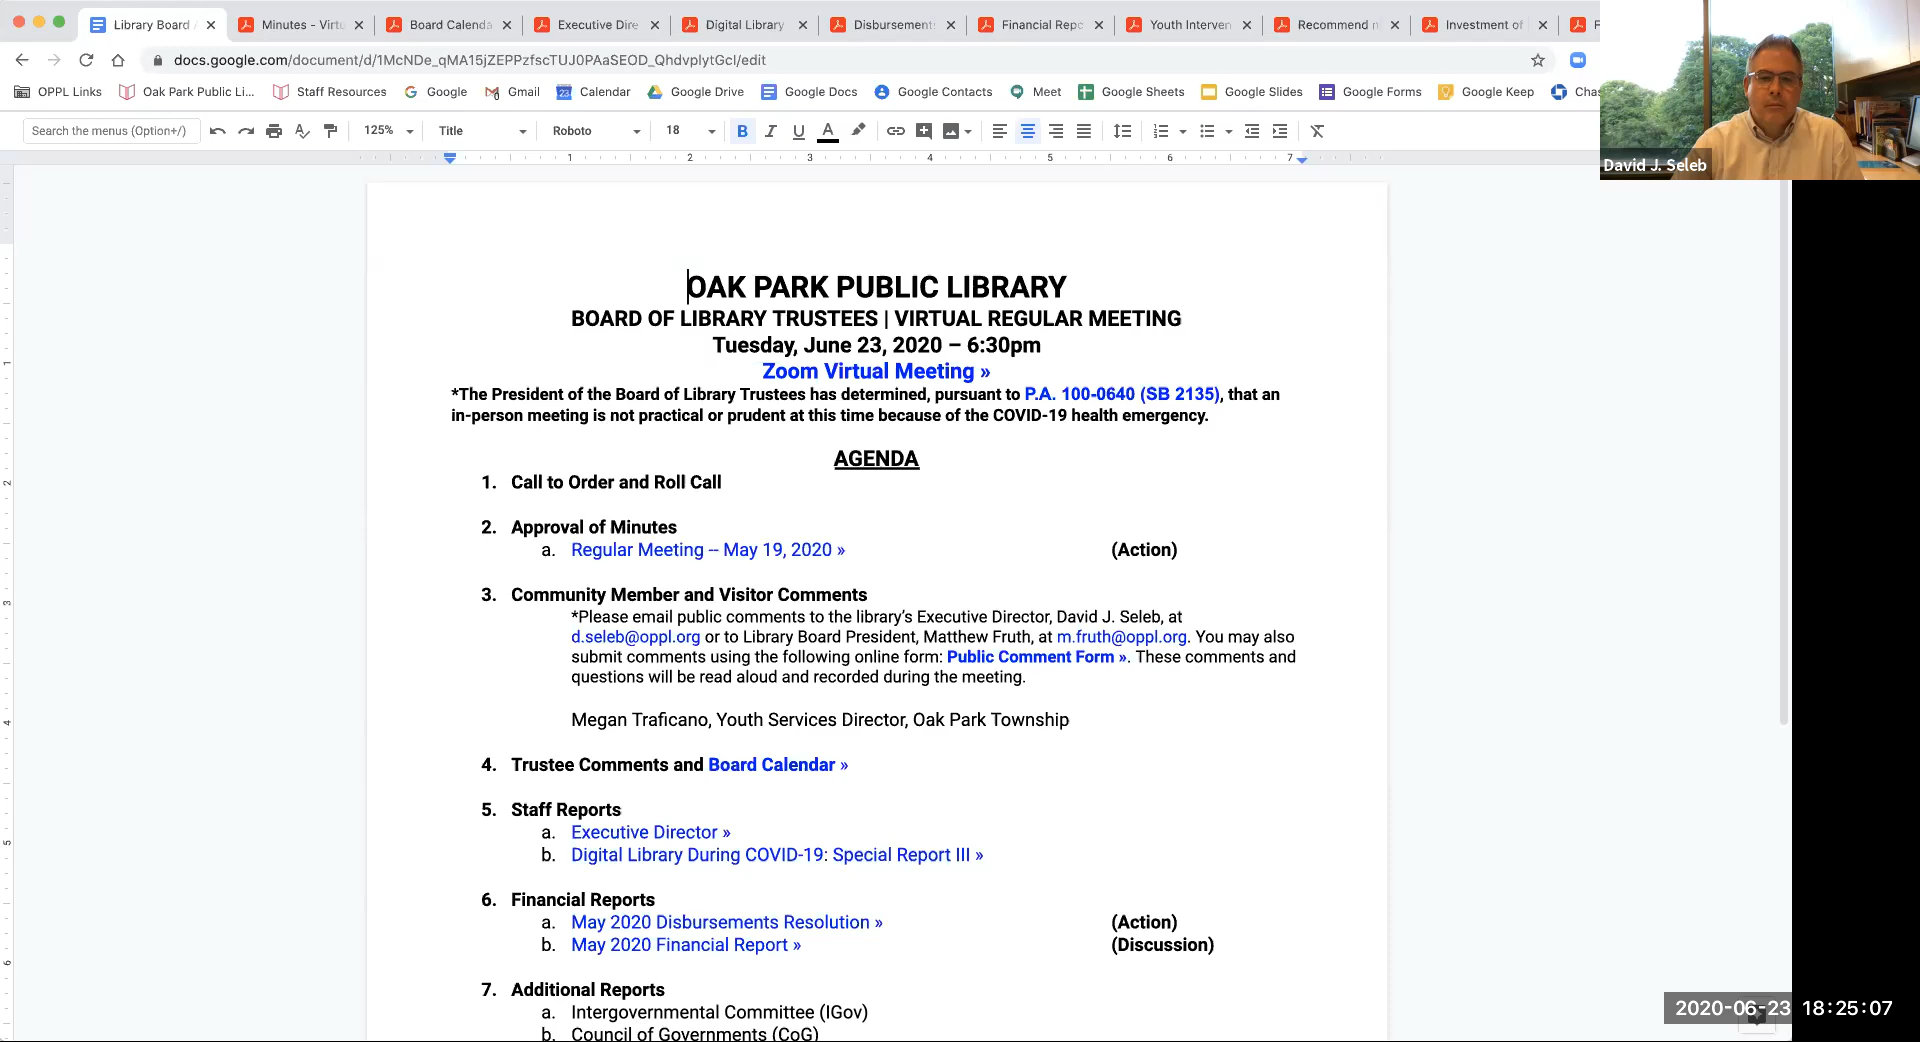 Library Board
Minutes - Virtu
Board Calenda
Executive Dire
Digital Library
Disbursement
Financial Repo
Youth Interven
Recommend
Investment of
docs.google.com/document/d/1McNDe_qMA15jZEPPzfscTUJ0PAaSEOD_QhdvplytGcI/edit
OPPL Links
Oak Park Public Li...
Staff Resources
Google
Gmail
Calendar
Google Drive
Google Docs
Google Contacts
Meet
Google Sheets
Google Slides
Google Forms
Google Keep
Chas
Search the menus (Option+/)
125%
Title
Roboto
18
B
I
U
A
1 2 3 4 5 6 7
David J. Seleb
OAK PARK PUBLIC LIBRARY
BOARD OF LIBRARY TRUSTEES | VIRTUAL REGULAR MEETING
Tuesday, June 23, 2020 – 6:30pm
Zoom Virtual Meeting »
*The President of the Board of Library Trustees has determined, pursuant to P.A. 100-0640 (SB 2135), that an
in-person meeting is not practical or prudent at this time because of the COVID-19 health emergency.
AGENDA
1. Call to Order and Roll Call
2. Approval of Minutes
a. Regular Meeting -- May 19, 2020 » (Action)
3. Community Member and Visitor Comments
*Please email public comments to the library's Executive Director, David J. Seleb, at
d.seleb@oppl.org or to Library Board President, Matthew Fruth, at m.fruth@oppl.org. You may also
submit comments using the following online form: Public Comment Form ». These comments and
questions will be read aloud and recorded during the meeting.
Megan Traficano, Youth Services Director, Oak Park Township
4. Trustee Comments and Board Calendar »
5. Staff Reports
a. Executive Director »
b. Digital Library During COVID-19: Special Report III »
6. Financial Reports
a. May 2020 Disbursements Resolution » (Action)
b. May 2020 Financial Report » (Discussion)
7. Additional Reports
a. Intergovernmental Committee (IGov)
b. Council of Governments (CoG)
2020-06-23 18:25:07